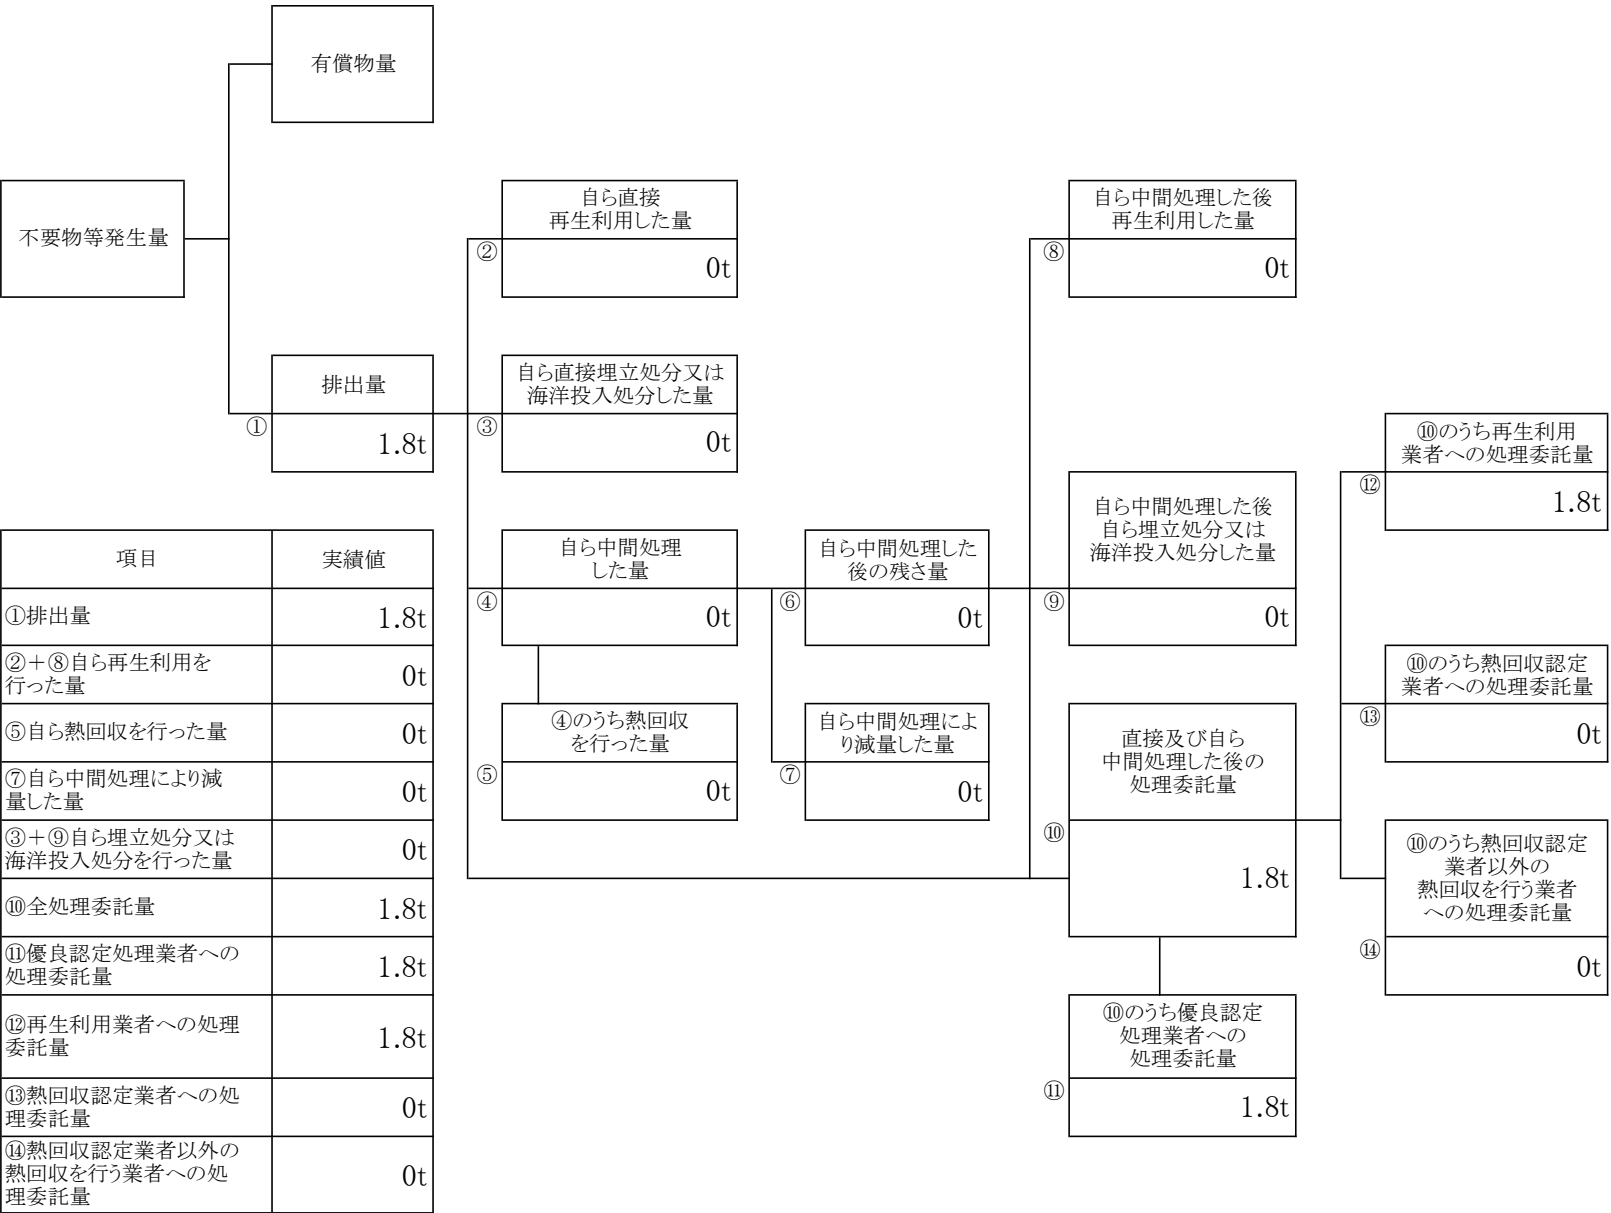 有償物量
不要物等発生量
排出量
①
1.8t
自ら直接
再生利用した量
②
0t
自ら直接埋立処分又は
海洋投入処分した量
③
0t
自ら中間処理
した量
④
0t
④のうち熱回収
を行った量
⑤
0t
自ら中間処理した
後の残さ量
⑥
0t
自ら中間処理によ
り減量した量
⑦
0t
自ら中間処理した後
再生利用した量
⑧
0t
自ら中間処理した後
自ら埋立処分又は
海洋投入処分した量
⑨
0t
直接及び自ら
中間処理した後の
処理委託量
⑩
1.8t
⑩のうち優良認定
処理業者への
処理委託量
⑪
1.8t
⑩のうち再生利用
業者への処理委託量
⑫
1.8t
⑩のうち熱回収認定
業者への処理委託量
⑬
0t
⑩のうち熱回収認定
業者以外の
熱回収を行う業者
への処理委託量
⑭
0t
項目 実績値
①排出量 1.8t
②＋⑧自ら再生利用を
行った量 0t
⑤自ら熱回収を行った量 0t
⑦自ら中間処理により減
量した量 0t
③＋⑨自ら埋立処分又は
海洋投入処分を行った量 0t
⑩全処理委託量 1.8t
⑪優良認定処理業者への
処理委託量 1.8t
⑫再生利用業者への処理
委託量 1.8t
⑬熱回収認定業者への処
理委託量 0t
⑭熱回収認定業者以外の
熱回収を行う業者への処
理委託量 0t